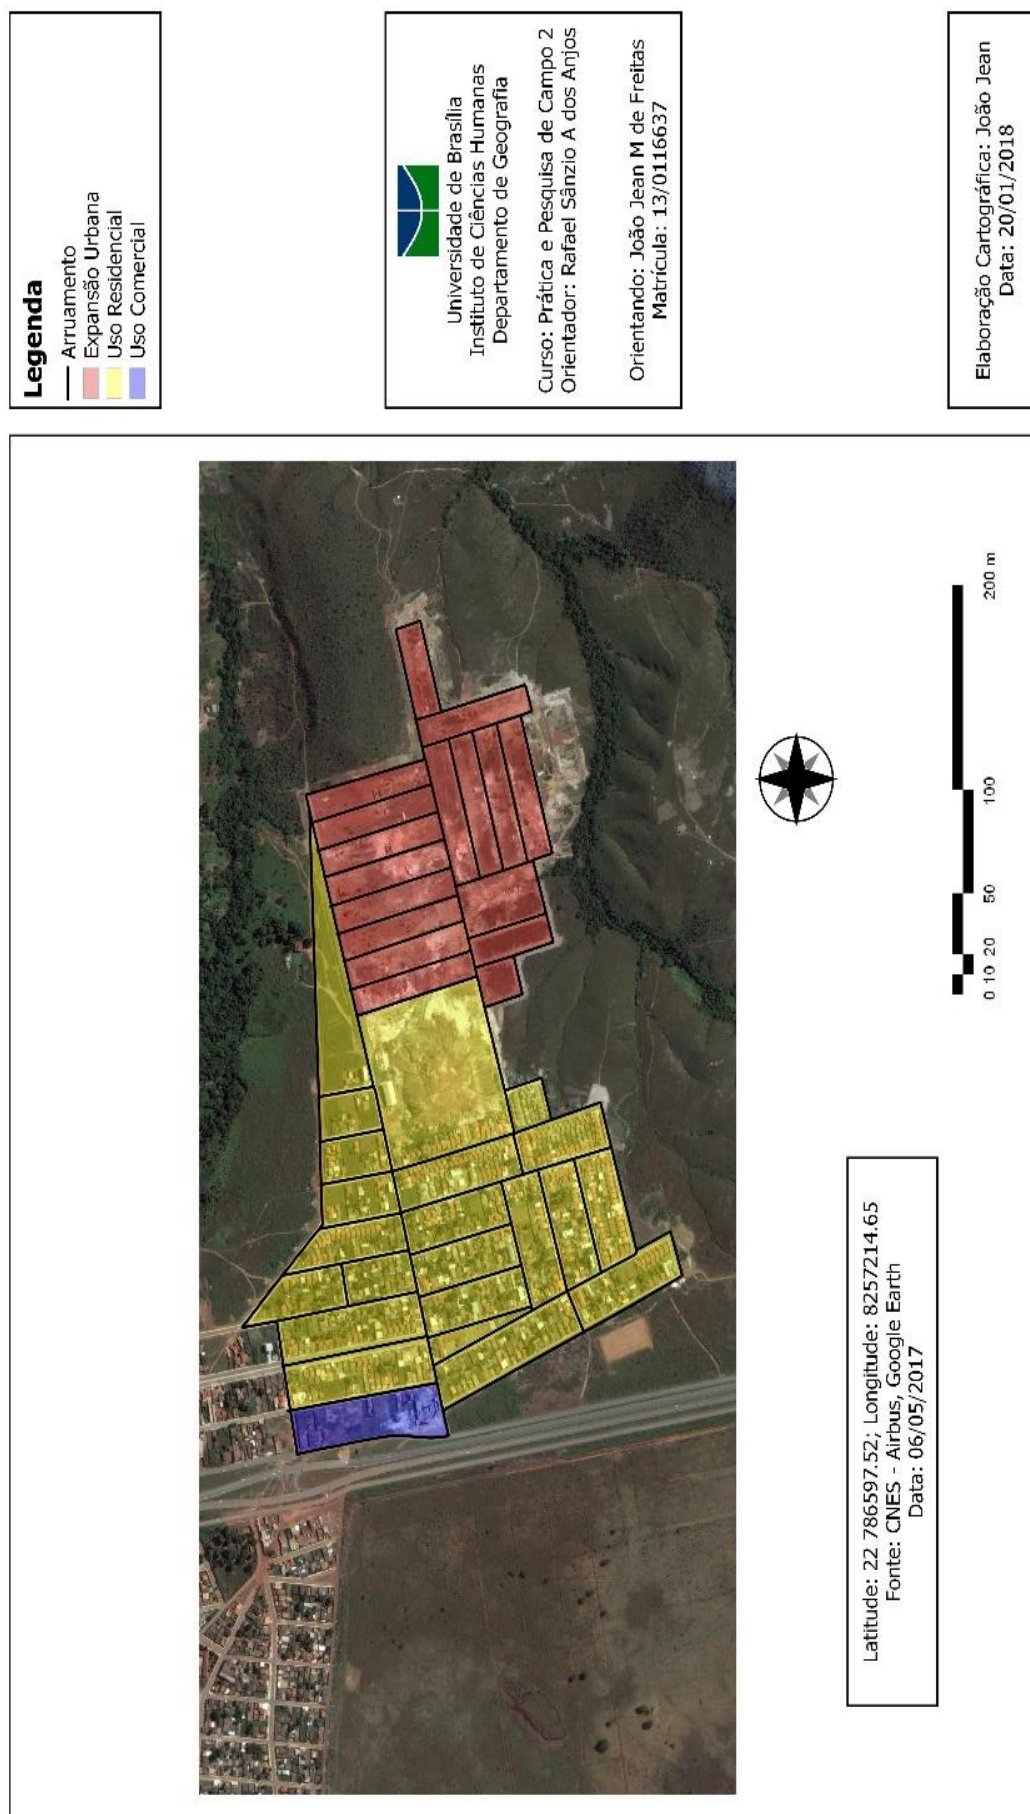 Legenda
Arruamento
Expansão Urbana
Uso Residencial
Uso Comercial
Universidade de Brasília
Instituto de Ciências Humanas
Departamento de Geografia
Curso: Prática e Pesquisa de Campo 2
Orientador: Rafael Sânzio A dos Anjos
Orientando: João Jean M de Freitas
Matrícula: 13/0116637
Elaboração Cartográfica: João Jean
Data: 20/01/2018
0 10 20 50 100 200 m
Latitude: 22 786597.52; Longitude: 8257214.65
Fonte: CNES - Airbus, Google Earth
Data: 06/05/2017